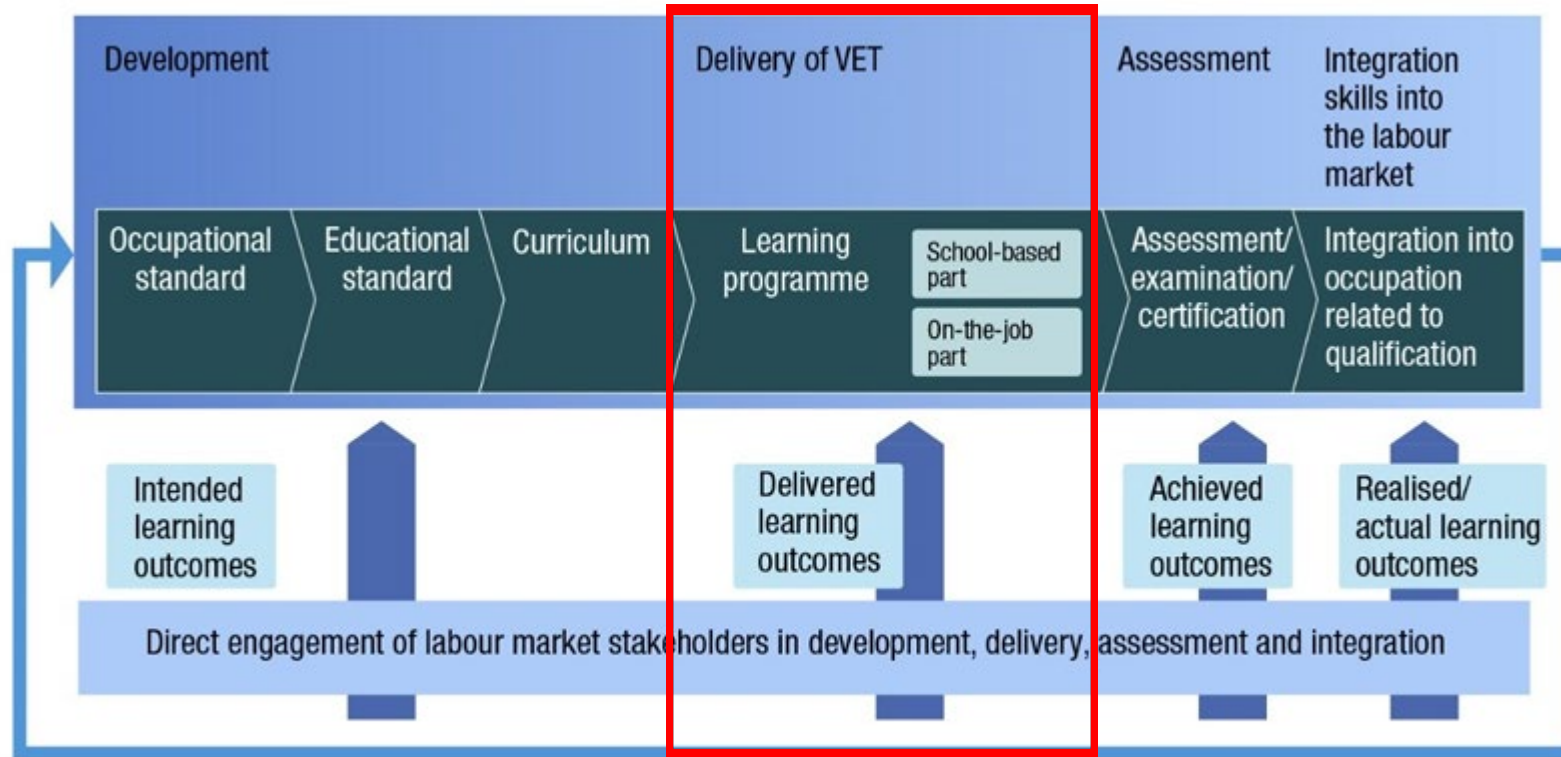 Development
Delivery of VET
Assessment
Integration
skills into
the labour
market
Occupational
standard
Educational
standard
Curriculum
Learning
programme
School-based
part
On-the-job
part
Assessment/
examination/
certification
Integration into
occupation
related to
qualification
Intended
learning
outcomes
Delivered
learning
outcomes
Achieved
learning
outcomes
Realised/
actual learning
outcomes
Direct engagement of labour market stakeholders in development, delivery, assessment and integration